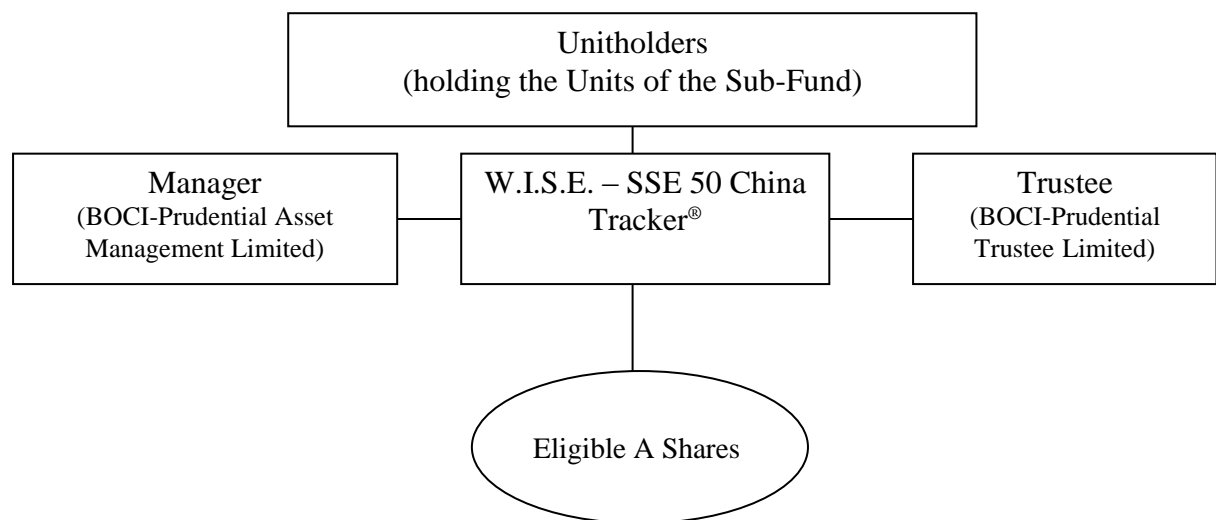 Unitholders
(holding the Units of the Sub-Fund)
Manager
(BOCI-Prudential Asset
Management Limited)
W.I.S.E. – SSE 50 China
Tracker®
Trustee
(BOCI-Prudential
Trustee Limited)
Eligible A Shares